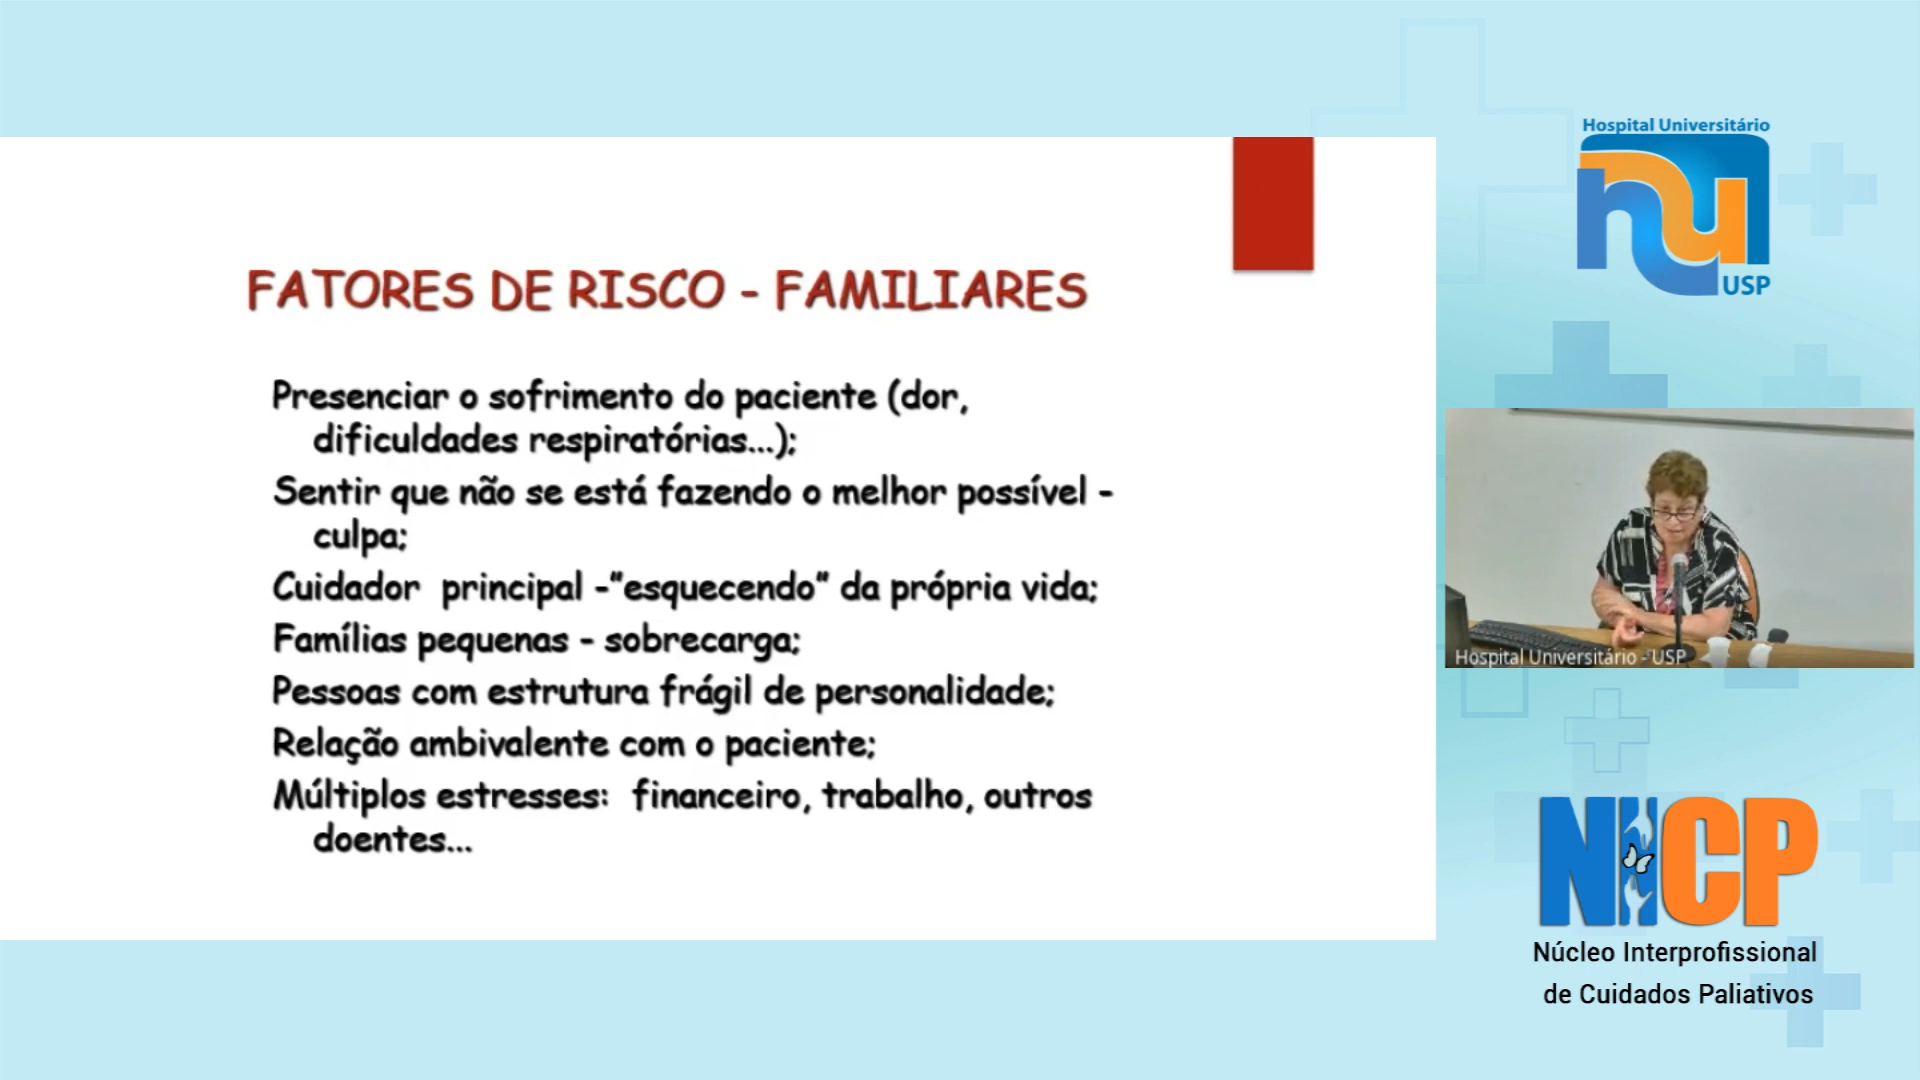 FATORES DE RISCO - FAMILIARES
Presenciar o sofrimento do paciente (dor,
dificuldades respiratórias...);
Sentir que não se está fazendo o melhor possível -
culpa;
Cuidador principal -"esquecendo" da própria vida;
Famílias pequenas - sobrecarga;
Pessoas com estrutura frágil de personalidade;
Relação ambivalente com o paciente;
Múltiplos estresses: financeiro, trabalho, outros
doentes...
Hospital Universitário
hu
USP
Hospital Universitário - USP
NICP
Núcleo Interprofissional
de Cuidados Paliativos